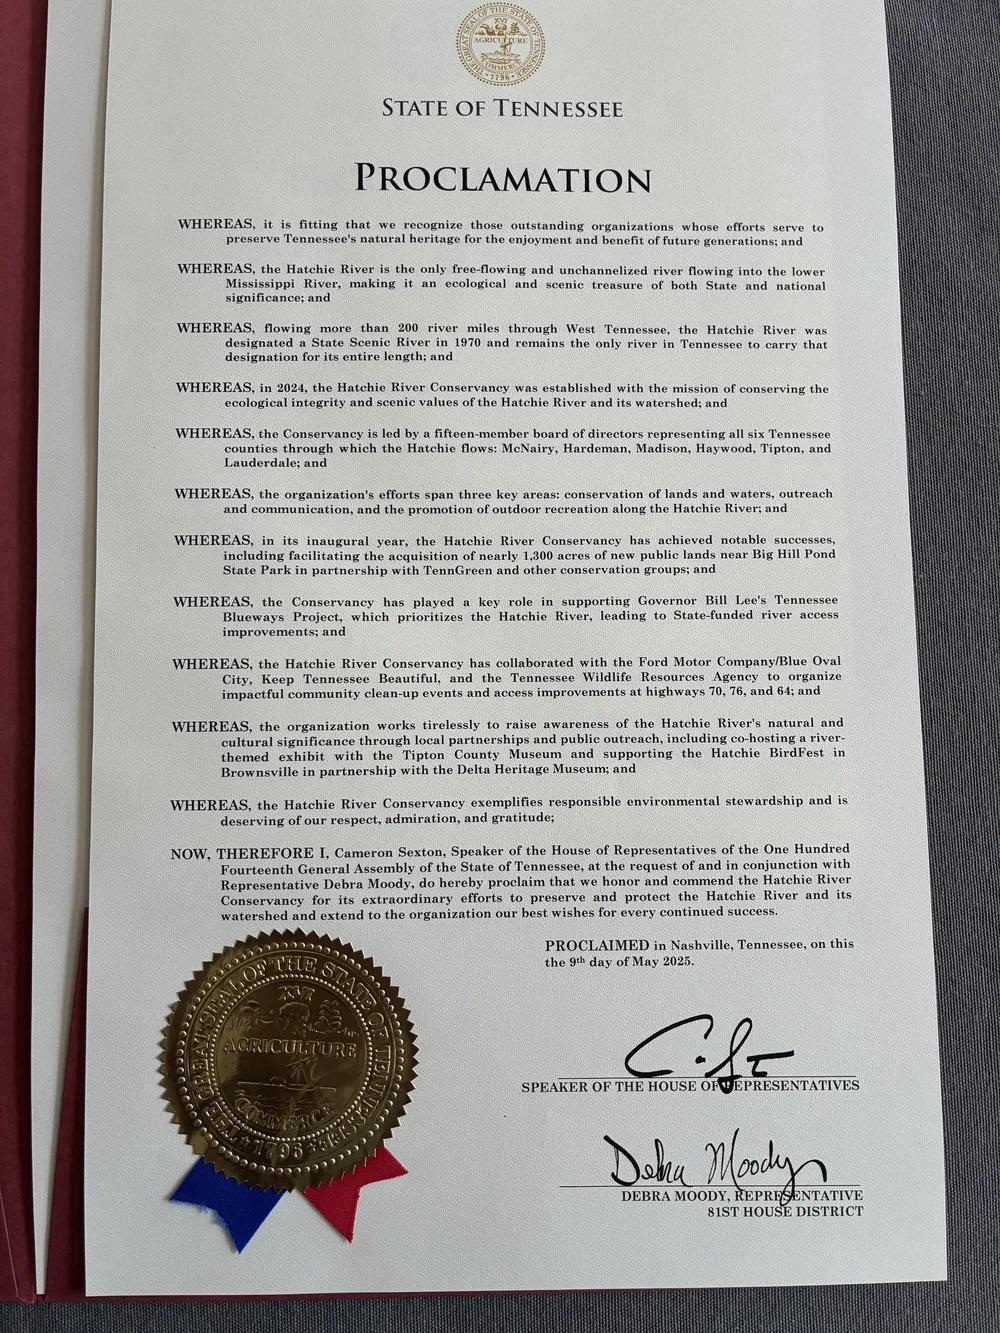 THE GREAT SEAL OF THE STATE OF TENNESSEE
XVI
AGRICULTURE
COMMERCE
1796
STATE OF TENNESSEE
PROCLAMATION
WHEREAS, it is fitting that we recognize those outstanding organizations whose efforts serve to
preserve Tennessee's natural heritage for the enjoyment and benefit of future generations; and
WHEREAS, the Hatchie River is the only free-flowing and unchannelized river flowing into the lower
Mississippi River, making it an ecological and scenic treasure of both State and national
significance; and
WHEREAS, flowing more than 200 river miles through West Tennessee, the Hatchie River was
designated a State Scenic River in 1970 and remains the only river in Tennessee to carry that
designation for its entire length; and
WHEREAS, in 2024, the Hatchie River Conservancy was established with the mission of conserving the
ecological integrity and scenic values of the Hatchie River and its watershed; and
WHEREAS, the Conservancy is led by a fifteen-member board of directors representing all six Tennessee
counties through which the Hatchie flows: McNairy, Hardeman, Madison, Haywood, Tipton, and
Lauderdale; and
WHEREAS, the organization's efforts span three key areas: conservation of lands and waters, outreach
and communication, and the promotion of outdoor recreation along the Hatchie River; and
WHEREAS, in its inaugural year, the Hatchie River Conservancy has achieved notable successes,
including facilitating the acquisition of nearly 1,300 acres of new public lands near Big Hill Pond
State Park in partnership with TennGreen and other conservation groups; and
WHEREAS, the Conservancy has played a key role in supporting Governor Bill Lee's Tennessee
Blueways Project, which prioritizes the Hatchie River, leading to State-funded river access
improvements; and
WHEREAS, the Hatchie River Conservancy has collaborated with the Ford Motor Company/Blue Oval
City, Keep Tennessee Beautiful, and the Tennessee Wildlife Resources Agency to organize
impactful community clean-up events and access improvements at highways 70, 76, and 64; and
WHEREAS, the organization works tirelessly to raise awareness of the Hatchie River's natural and
cultural significance through local partnerships and public outreach, including co-hosting a river-
themed exhibit with the Tipton County Museum and supporting the Hatchie BirdFest in
Brownsville in partnership with the Delta Heritage Museum; and
WHEREAS, the Hatchie River Conservancy exemplifies responsible environmental stewardship and is
deserving of our respect, admiration, and gratitude;
NOW, THEREFORE I, Cameron Sexton, Speaker of the House of Representatives of the One Hundred
Fourteenth General Assembly of the State of Tennessee, at the request of and in conjunction with
Representative Debra Moody, do hereby proclaim that we honor and commend the Hatchie River
Conservancy for its extraordinary efforts to preserve and protect the Hatchie River and its
watershed and extend to the organization our best wishes for every continued success.
PROCLAIMED in Nashville, Tennessee, on this
the 9th day of May 2025.
SPEAKER OF THE HOUSE OF REPRESENTATIVES
Debra Moody
DEBRA MOODY, REPRESENTATIVE
81ST HOUSE DISTRICT
THE GREAT SEAL OF THE STATE OF TENNESSEE
XVI
AGRICULTURE
COMMERCE
1796